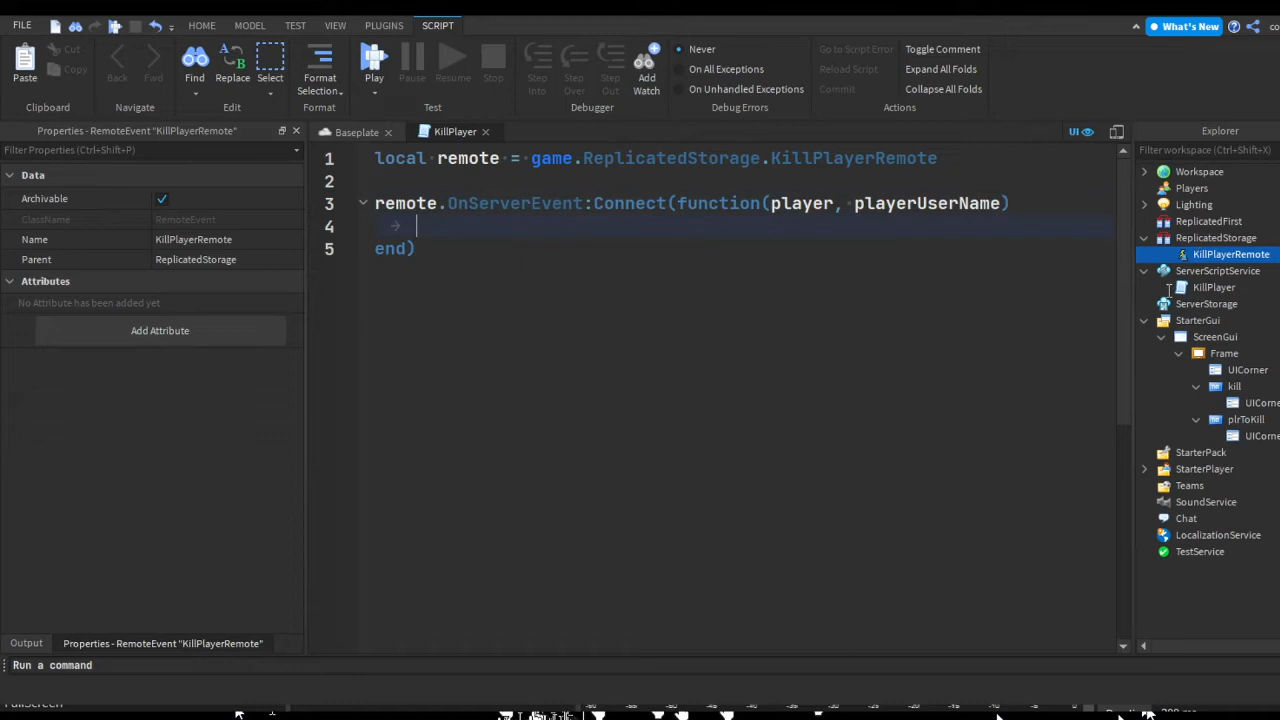 FILE HOME MODEL TEST VIEW PLUGINS SCRIPT What's New co
Paste Cut Copy Clipboard
Back Fwd Navigate
Find Replace Select Edit
Format Selection Format
Play Pause Resume Stop Test
Step Into Step Over Step Out Add Watch Debugger
Never
On All Exceptions
On Unhandled Exceptions
Debug Errors
Go to Script Error
Reload Script
Commit
Toggle Comment
Expand All Folds
Collapse All Folds
Actions
Properties - RemoteEvent "KillPlayerRemote"
Filter Properties (Ctrl+Shift+P)
Data
Archivable
ClassName RemoteEvent
Name KillPlayerRemote
Parent ReplicatedStorage
Attributes
No Attribute has been added yet
Add Attribute
Baseplate KillPlayer UI
1 local remote = game.ReplicatedStorage.KillPlayerRemote
2
3 remote.OnServerEvent:Connect(function(player, playerUserName)
4
5 end)
Explorer
Filter workspace (Ctrl+Shift+X)
Workspace
Players
Lighting
ReplicatedFirst
ReplicatedStorage
KillPlayerRemote
ServerScriptService
KillPlayer
ServerStorage
StarterGui
ScreenGui
Frame
UICorner
kill
UICorne
plrToKill
UICorne
StarterPack
StarterPlayer
Teams
SoundService
Chat
LocalizationService
TestService
Output Properties - RemoteEvent "KillPlayerRemote"
Run a command